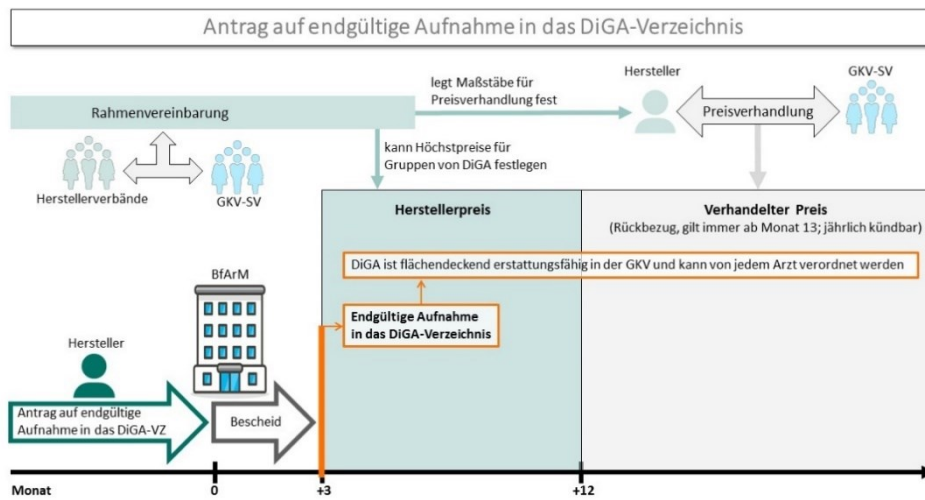 Antrag auf endgültige Aufnahme in das DiGA-Verzeichnis
Rahmenvereinbarung
legt Maßstäbe für
Preisverhandlung fest
Hersteller
Preisverhandlung
GKV-SV
kann Höchstpreise für
Gruppen von DiGA festlegen
Herstellerverbände
GKV-SV
Herstellerpreis
Verhandelter Preis
(Rückbezug, gilt immer ab Monat 13; jährlich kündbar)
DiGA ist flächendeckend erstattungsfähig in der GKV und kann von jedem Arzt verordnet werden
BfArM
Endgültige Aufnahme
in das DiGA-Verzeichnis
Hersteller
Antrag auf endgültige
Aufnahme in das DiGA-VZ
Bescheid
Monat
0
+3
+12